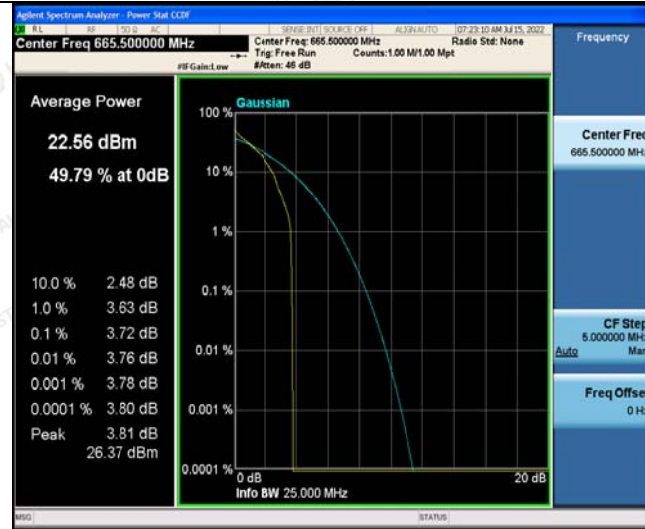 Agilent Spectrum Analyzer - Power Stat CCDF
RL RF 50 Ω AC SENSE:INT SOURCE OFF ALIGN AUTO 07:23:10 AM Jul 15, 2022
Center Freq 665.500000 MHz
Center Freq: 665.500000 MHz Radio Std: None
Trig: Free Run Counts:1.00 M/1.00 Mpt
#IFGain:Low #Atten: 46 dB
Frequency
Average Power
22.56 dBm
49.79 % at 0dB
10.0 % 2.48 dB
1.0 % 3.63 dB
0.1 % 3.72 dB
0.01 % 3.76 dB
0.001 % 3.78 dB
0.0001 % 3.80 dB
Peak 3.81 dB
26.37 dBm
Gaussian
100 %
10 %
1 %
0.1 %
0.01 %
0.001 %
0.0001 %
0 dB 20 dB
Info BW 25.000 MHz
Center Freq
665.500000 MHz
CF Step
5.000000 MHz
Auto Man
Freq Offset
0 Hz
MSG STATUS